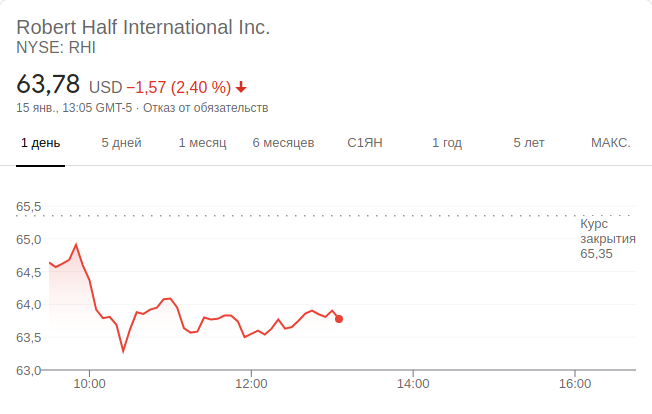 Robert Half International Inc.
NYSE: RHI
63,78 USD −1,57 (2,40 %)
15 янв., 13:05 GMT-5 · Отказ от обязательств
1 день 5 дней 1 месяц 6 месяцев С1ЯН 1 год 5 лет МАКС.
65,5
Курс
закрытия
65,35
65,0
64,5
64,0
63,5
63,0
10:00 12:00 14:00 16:00